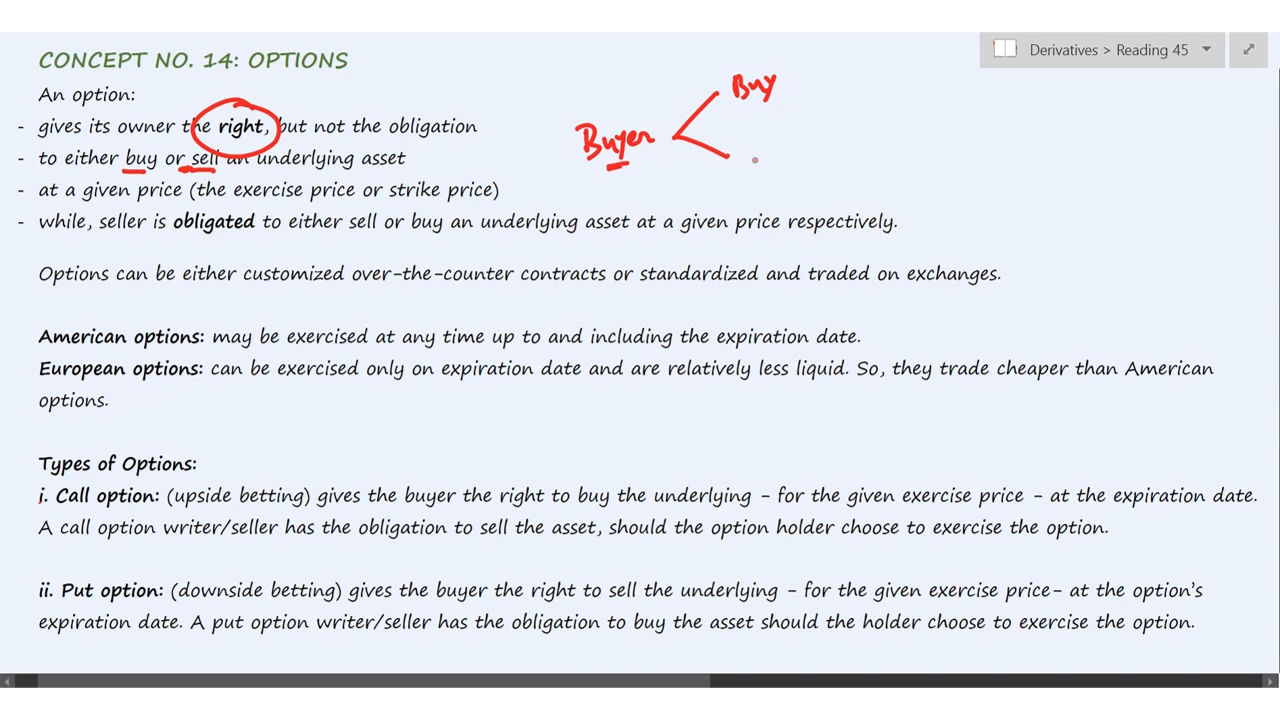 CONCEPT NO. 14: OPTIONS
Derivatives > Reading 45
An option:
- gives its owner the right, but not the obligation
- to either buy or sell an underlying asset
- at a given price (the exercise price or strike price)
- while, seller is obligated to either sell or buy an underlying asset at a given price respectively.
Buyer
Buy
Options can be either customized over-the-counter contracts or standardized and traded on exchanges.
American options: may be exercised at any time up to and including the expiration date.
European options: can be exercised only on expiration date and are relatively less liquid. So, they trade cheaper than American
options.
Types of Options:
i. Call option: (upside betting) gives the buyer the right to buy the underlying - for the given exercise price - at the expiration date.
A call option writer/seller has the obligation to sell the asset, should the option holder choose to exercise the option.
ii. Put option: (downside betting) gives the buyer the right to sell the underlying - for the given exercise price- at the option's
expiration date. A put option writer/seller has the obligation to buy the asset should the holder choose to exercise the option.